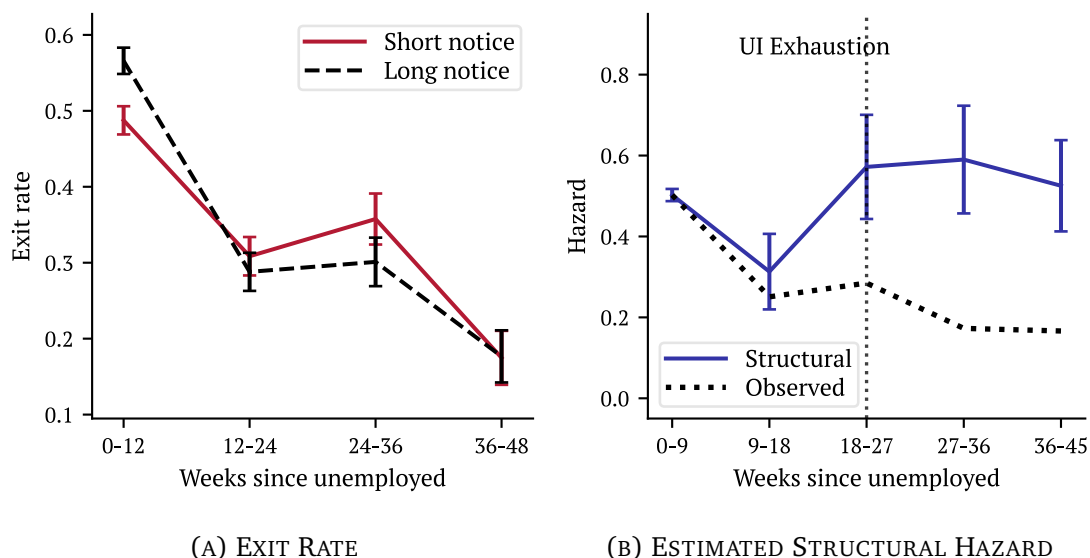 0.6
0.5
0.4
0.3
0.2
0.1
Exit rate
Short notice
Long notice
0-12
12-24
24-36
36-48
Weeks since unemployed
(A) EXIT RATE
0.8
0.6
0.4
0.2
0.0
Hazard
UI Exhaustion
Structural
Observed
0-9
9-18
18-27
27-36
36-45
Weeks since unemployed
(B) ESTIMATED STRUCTURAL HAZARD